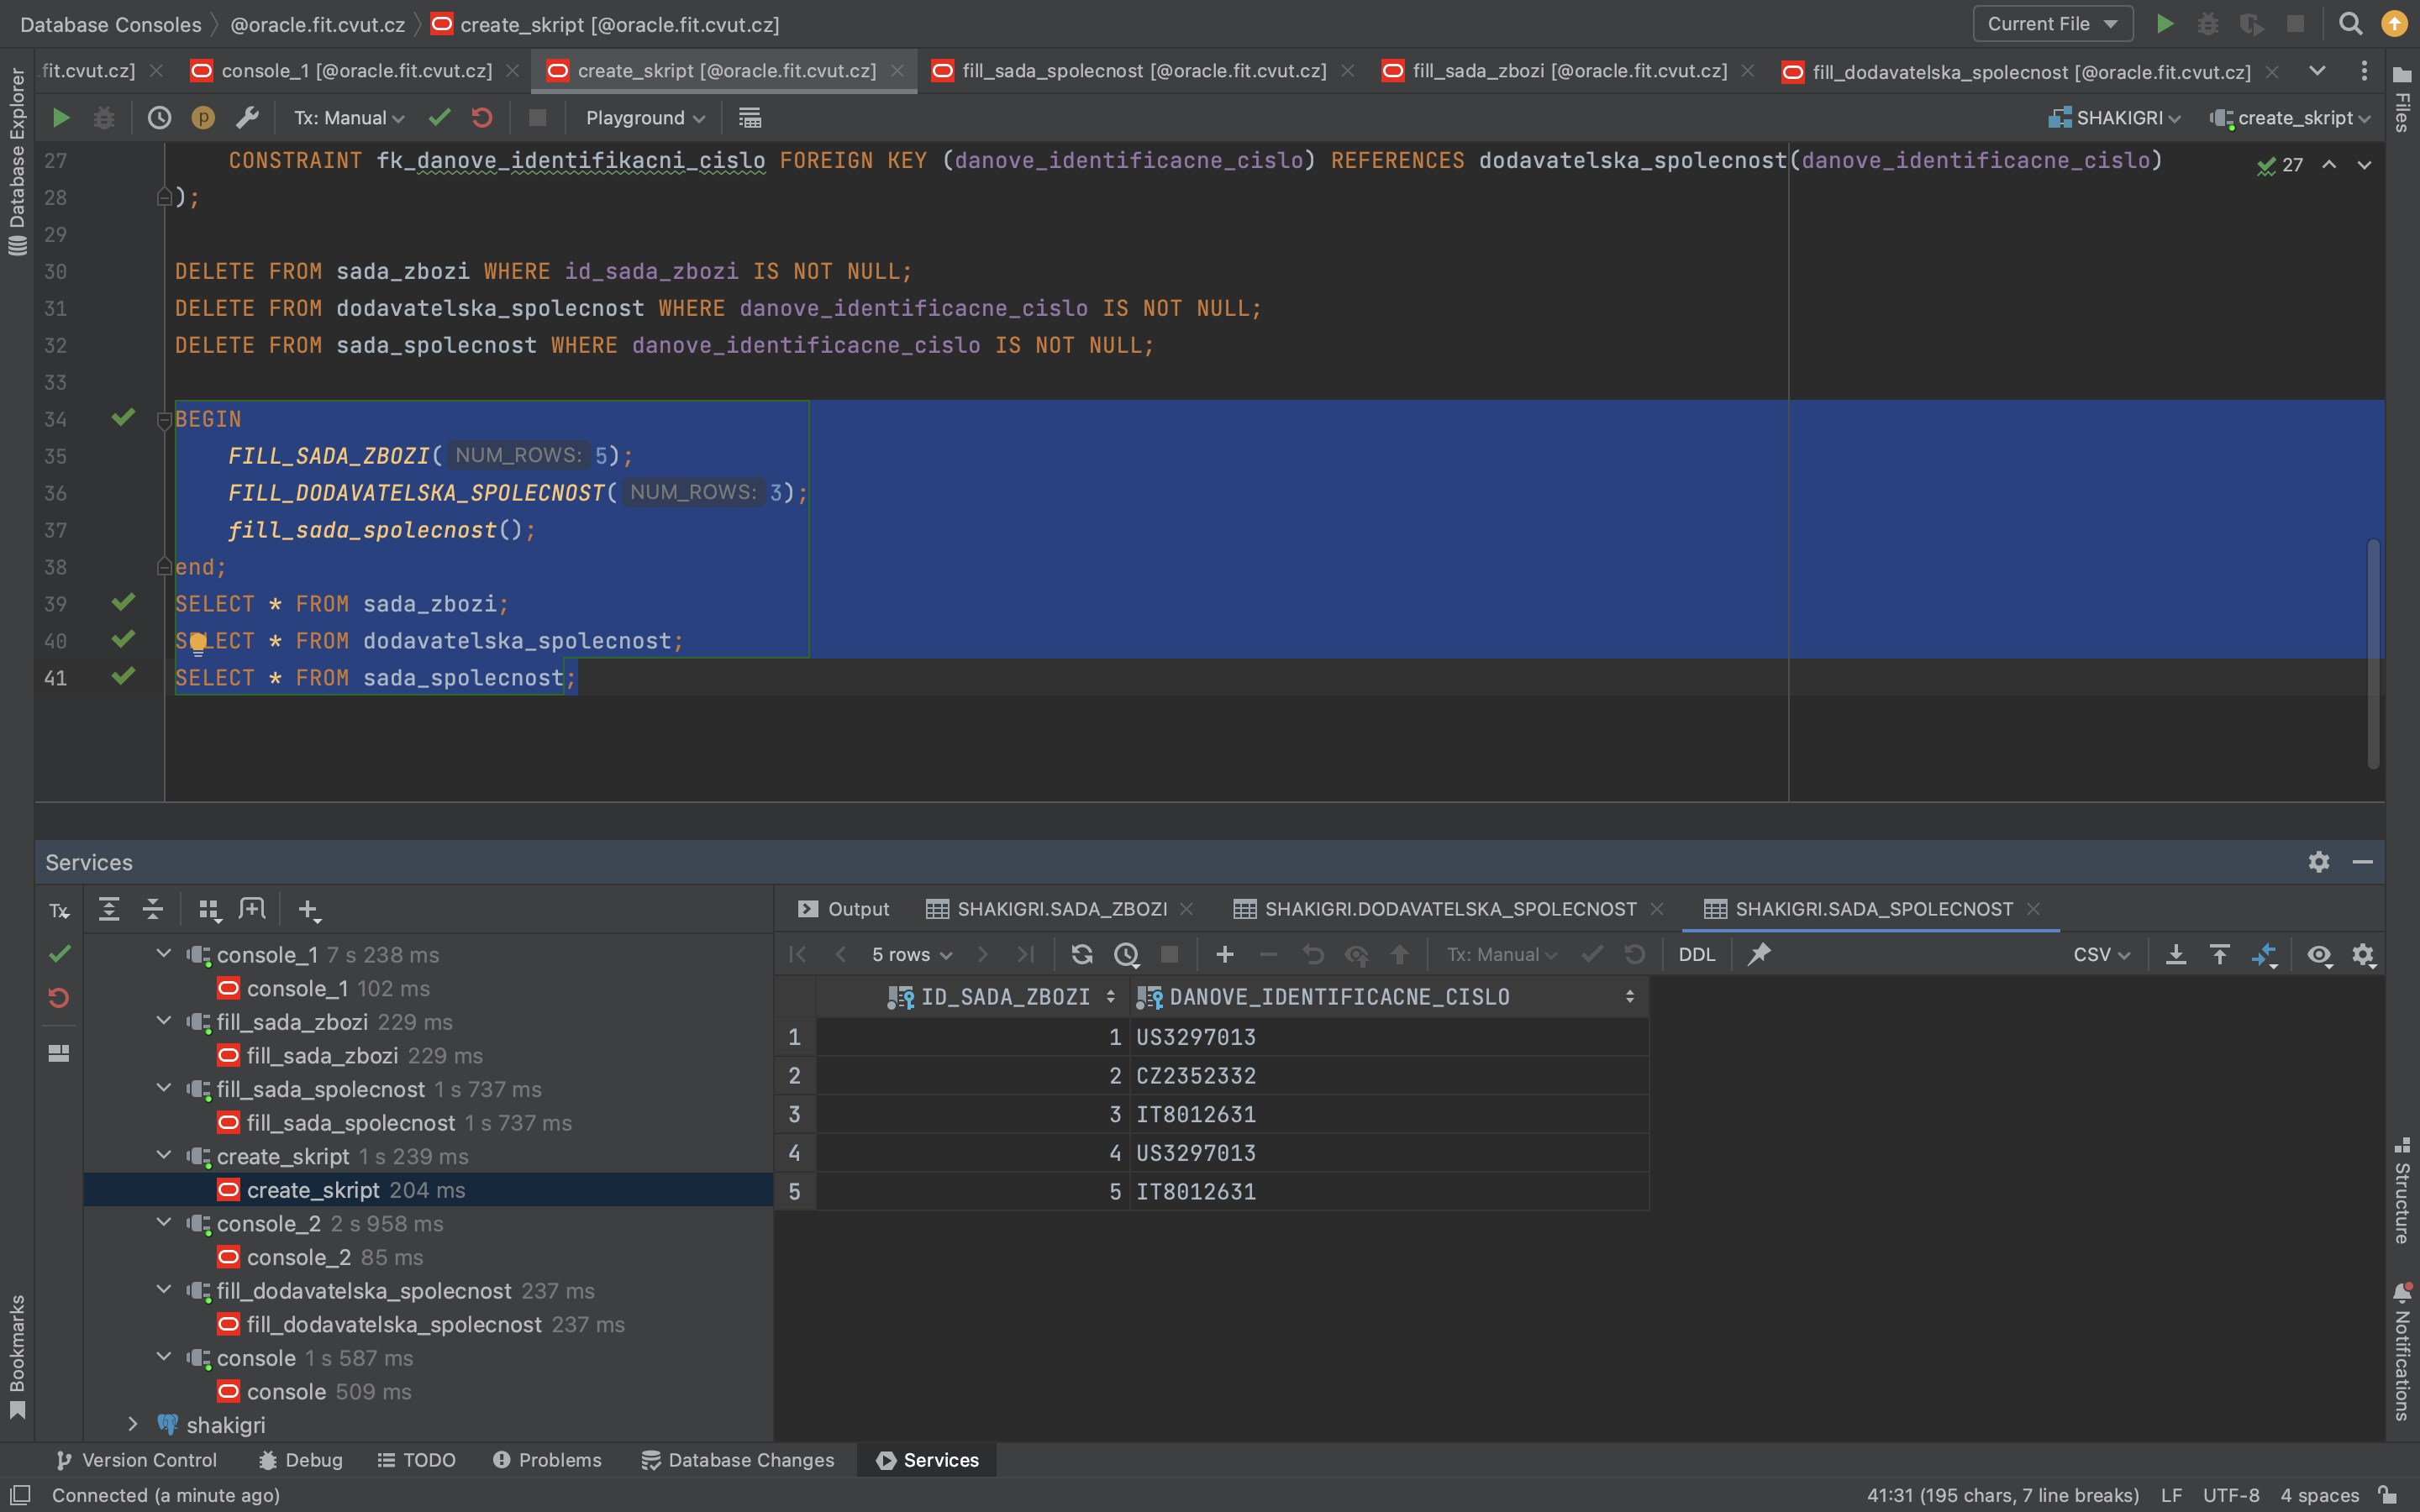 Database Consoles @oracle.fit.cvut.cz create_skript [@oracle.fit.cvut.cz] Current File
.fit.cvut.cz] console_1 [@oracle.fit.cvut.cz] create_skript [@oracle.fit.cvut.cz] fill_sada_spolecnost [@oracle.fit.cvut.cz] fill_sada_zbozi [@oracle.fit.cvut.cz] fill_dodavatelska_spolecnost [@oracle.fit.cvut.cz]
Database Explorer
Files
p Tx: Manual Playground SHAKIGRI create_skript
27 CONSTRAINT fk_danove_identifikacni_cislo FOREIGN KEY (danove_identificacne_cislo) REFERENCES dodavatelska_spolecnost(danove_identificacne_cislo) 27
28 );
29
30 DELETE FROM sada_zbozi WHERE id_sada_zbozi IS NOT NULL;
31 DELETE FROM dodavatelska_spolecnost WHERE danove_identificacne_cislo IS NOT NULL;
32 DELETE FROM sada_spolecnost WHERE danove_identificacne_cislo IS NOT NULL;
33
34 BEGIN
35 FILL_SADA_ZBOZI( NUM_ROWS: 5);
36 FILL_DODAVATELSKA_SPOLECNOST( NUM_ROWS: 3);
37 fill_sada_spolecnost();
38 end;
39 SELECT * FROM sada_zbozi;
40 SELECT * FROM dodavatelska_spolecnost;
41 SELECT * FROM sada_spolecnost;
Services
Tx
console_1 7 s 238 ms
console_1 102 ms
fill_sada_zbozi 229 ms
fill_sada_zbozi 229 ms
fill_sada_spolecnost 1 s 737 ms
fill_sada_spolecnost 1 s 737 ms
create_skript 1 s 239 ms
create_skript 204 ms
console_2 2 s 958 ms
console_2 85 ms
fill_dodavatelska_spolecnost 237 ms
fill_dodavatelska_spolecnost 237 ms
console 1 s 587 ms
console 509 ms
shakigri
Output SHAKIGRI.SADA_ZBOZI SHAKIGRI.DODAVATELSKA_SPOLECNOST SHAKIGRI.SADA_SPOLECNOST
5 rows Tx: Manual DDL CSV
ID_SADA_ZBOZI DANOVE_IDENTIFICACNE_CISLO
1 1 US3297013
2 2 CZ2352332
3 3 IT8012631
4 4 US3297013
5 5 IT8012631
Structure
Notifications
Bookmarks
Version Control Debug TODO Problems Database Changes Services
Connected (a minute ago) 41:31 (195 chars, 7 line breaks) LF UTF-8 4 spaces